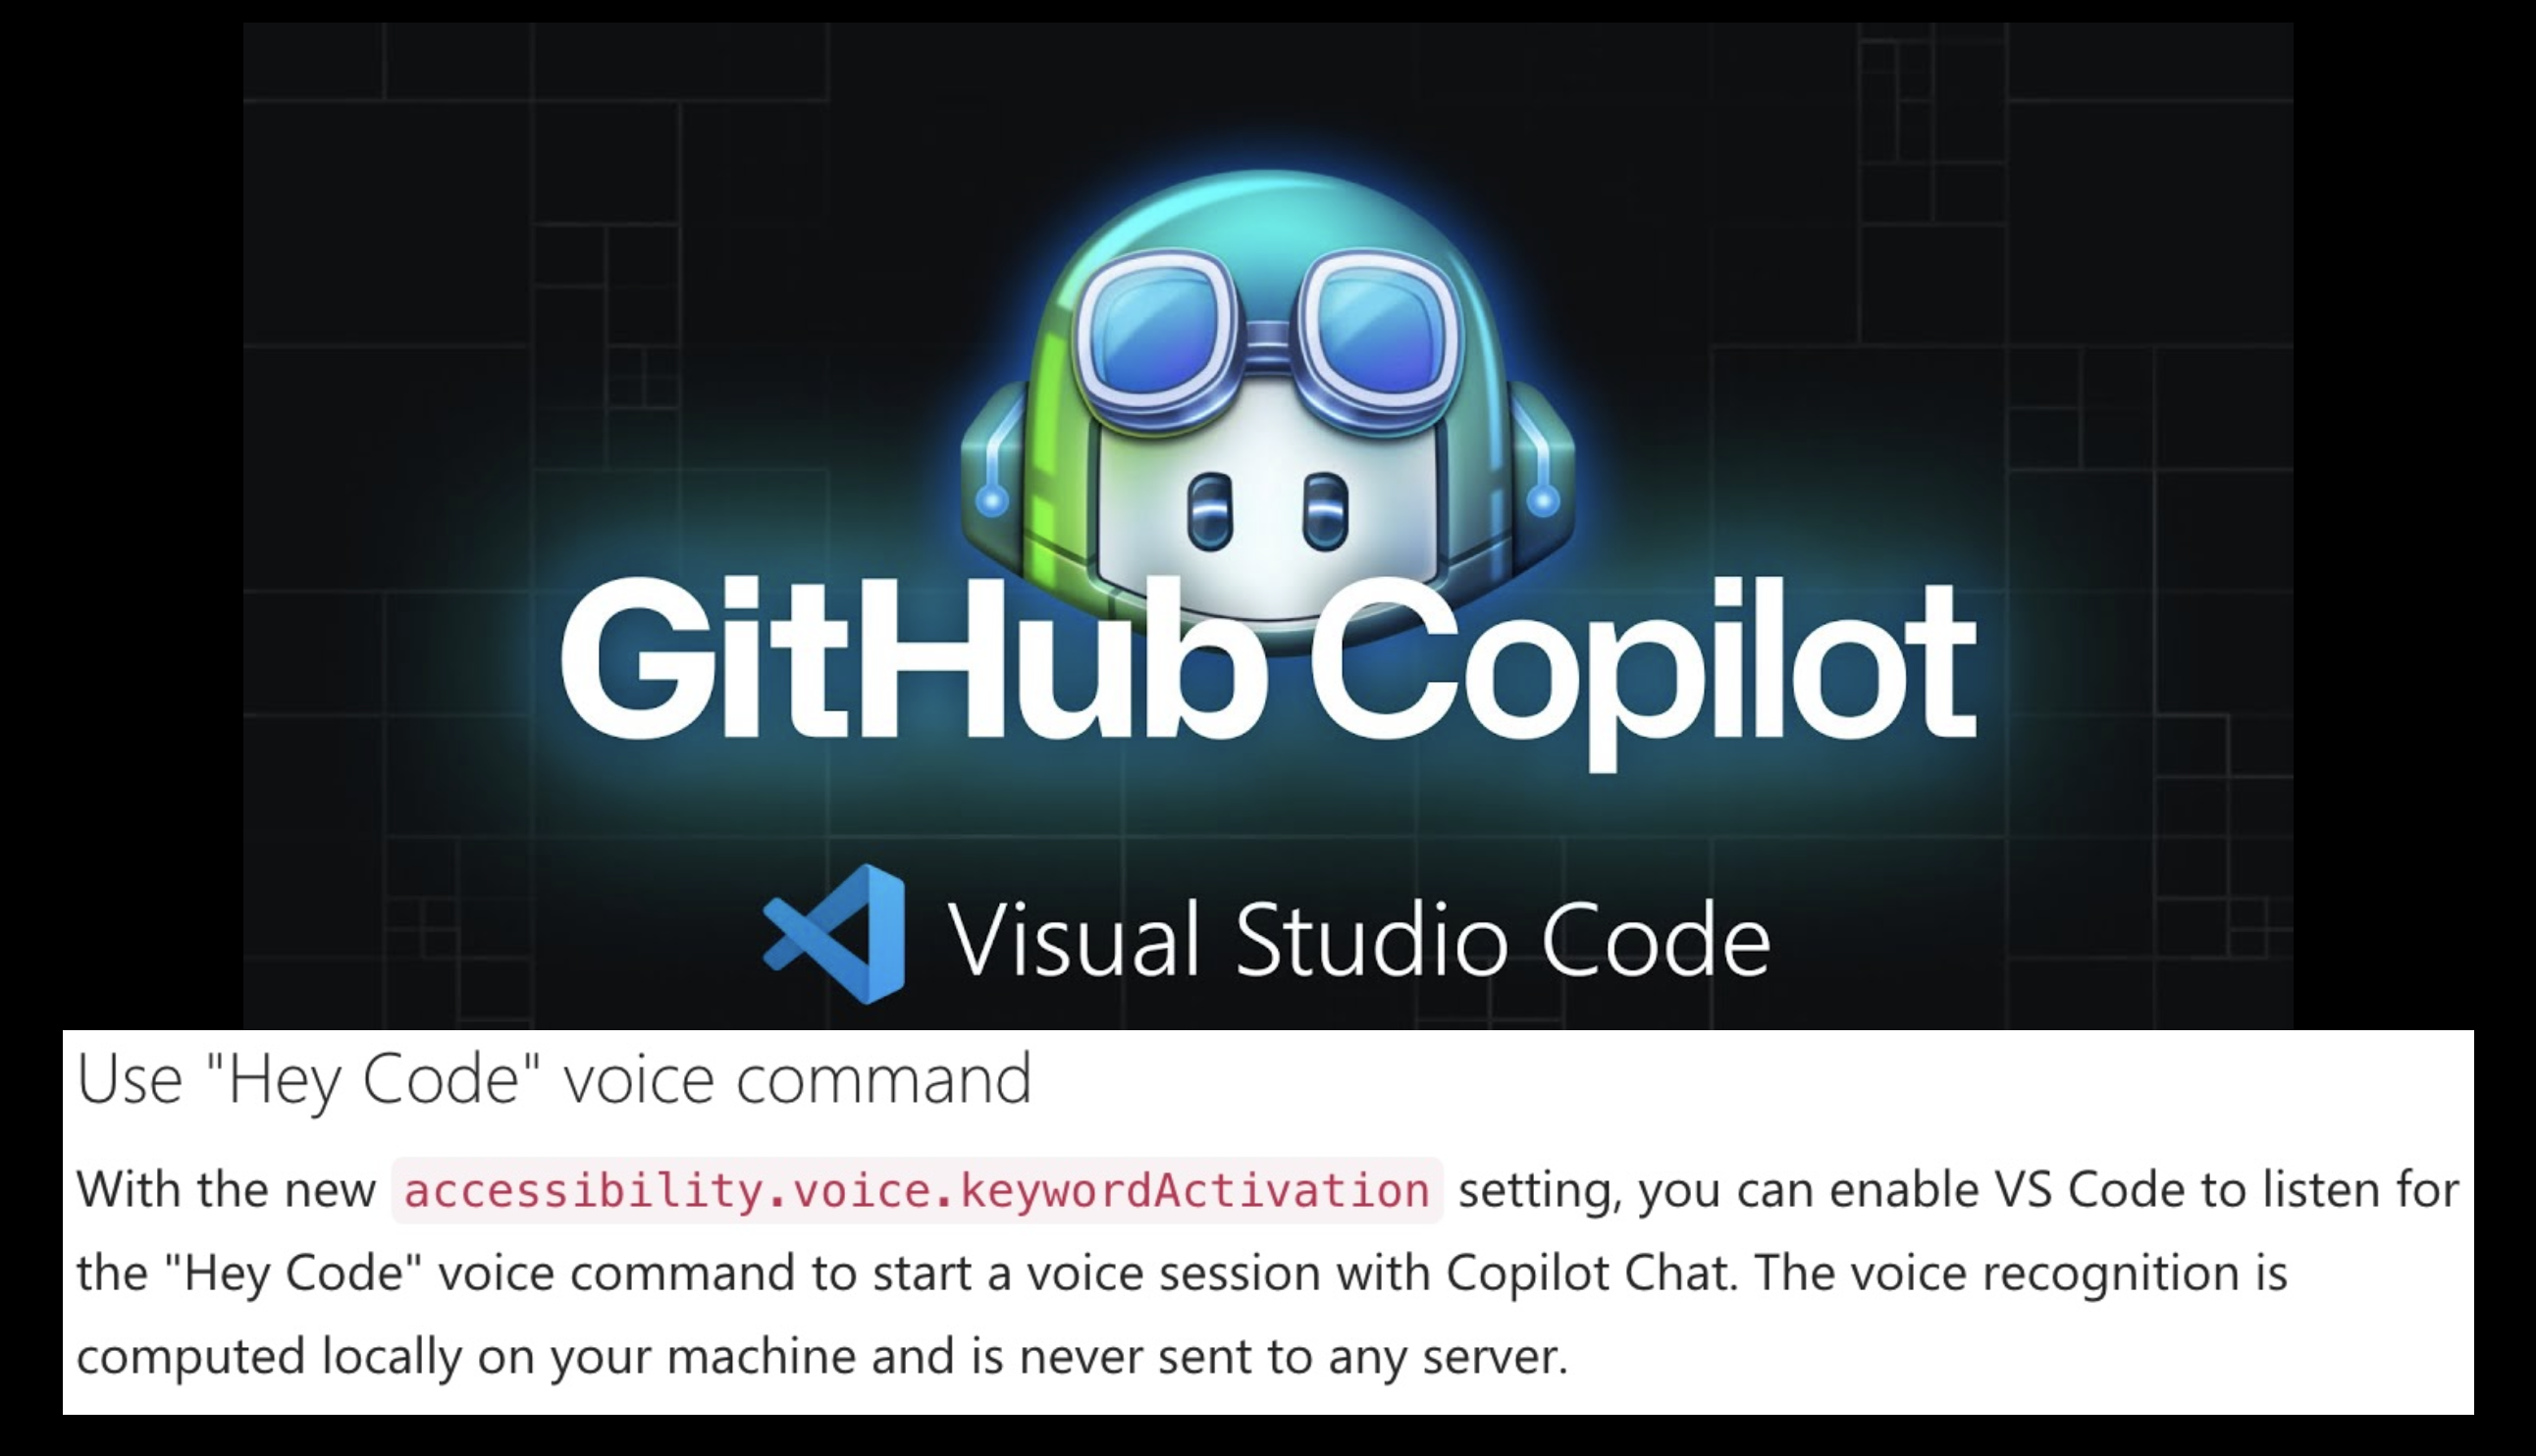 GitHub Copilot
Visual Studio Code
Use "Hey Code" voice command
With the new accessibility.voice.keywordActivation setting, you can enable VS Code to listen for
the "Hey Code" voice command to start a voice session with Copilot Chat. The voice recognition is
computed locally on your machine and is never sent to any server.